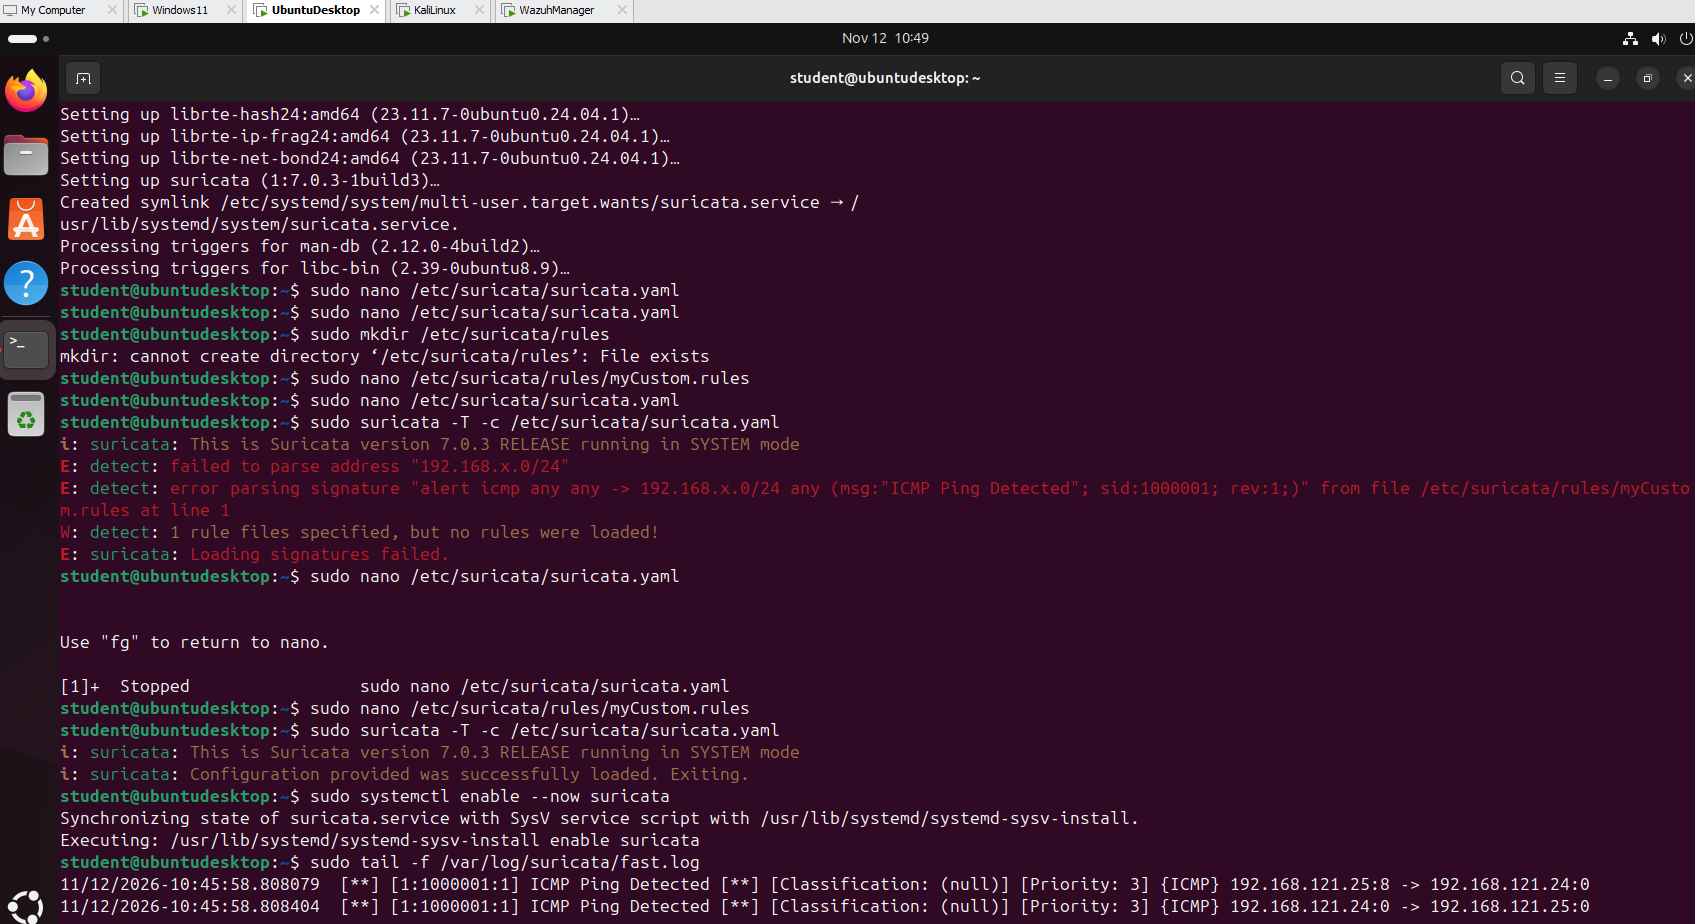 My Computer
Windows11
UbuntuDesktop
KaliLinux
WazuhManager
Nov 12 10:49
student@ubuntudesktop: ~
Setting up librte-hash24:amd64 (23.11.7-0ubuntu0.24.04.1)…
Setting up librte-ip-frag24:amd64 (23.11.7-0ubuntu0.24.04.1)…
Setting up librte-net-bond24:amd64 (23.11.7-0ubuntu0.24.04.1)…
Setting up suricata (1:7.0.3-1build3)…
Created symlink /etc/systemd/system/multi-user.target.wants/suricata.service → /
usr/lib/systemd/system/suricata.service.
Processing triggers for man-db (2.12.0-4build2)…
Processing triggers for libc-bin (2.39-0ubuntu8.9)…
student@ubuntudesktop:~$ sudo nano /etc/suricata/suricata.yaml
student@ubuntudesktop:~$ sudo nano /etc/suricata/suricata.yaml
student@ubuntudesktop:~$ sudo mkdir /etc/suricata/rules
mkdir: cannot create directory ‘/etc/suricata/rules’: File exists
student@ubuntudesktop:~$ sudo nano /etc/suricata/rules/myCustom.rules
student@ubuntudesktop:~$ sudo nano /etc/suricata/suricata.yaml
student@ubuntudesktop:~$ sudo suricata -T -c /etc/suricata/suricata.yaml
i: suricata: This is Suricata version 7.0.3 RELEASE running in SYSTEM mode
E: detect: failed to parse address "192.168.x.0/24"
E: detect: error parsing signature "alert icmp any any -> 192.168.x.0/24 any (msg:"ICMP Ping Detected"; sid:1000001; rev:1;)" from file /etc/suricata/rules/myCusto
m.rules at line 1
W: detect: 1 rule files specified, but no rules were loaded!
E: suricata: Loading signatures failed.
student@ubuntudesktop:~$ sudo nano /etc/suricata/suricata.yaml
Use "fg" to return to nano.
[1]+  Stopped                 sudo nano /etc/suricata/suricata.yaml
student@ubuntudesktop:~$ sudo nano /etc/suricata/rules/myCustom.rules
student@ubuntudesktop:~$ sudo suricata -T -c /etc/suricata/suricata.yaml
i: suricata: This is Suricata version 7.0.3 RELEASE running in SYSTEM mode
i: suricata: Configuration provided was successfully loaded. Exiting.
student@ubuntudesktop:~$ sudo systemctl enable --now suricata
Synchronizing state of suricata.service with SysV service script with /usr/lib/systemd/systemd-sysv-install.
Executing: /usr/lib/systemd/systemd-sysv-install enable suricata
student@ubuntudesktop:~$ sudo tail -f /var/log/suricata/fast.log
11/12/2026-10:45:58.808079  [**] [1:1000001:1] ICMP Ping Detected [**] [Classification: (null)] [Priority: 3] {ICMP} 192.168.121.25:8 -> 192.168.121.24:0
11/12/2026-10:45:58.808404  [**] [1:1000001:1] ICMP Ping Detected [**] [Classification: (null)] [Priority: 3] {ICMP} 192.168.121.24:0 -> 192.168.121.25:0